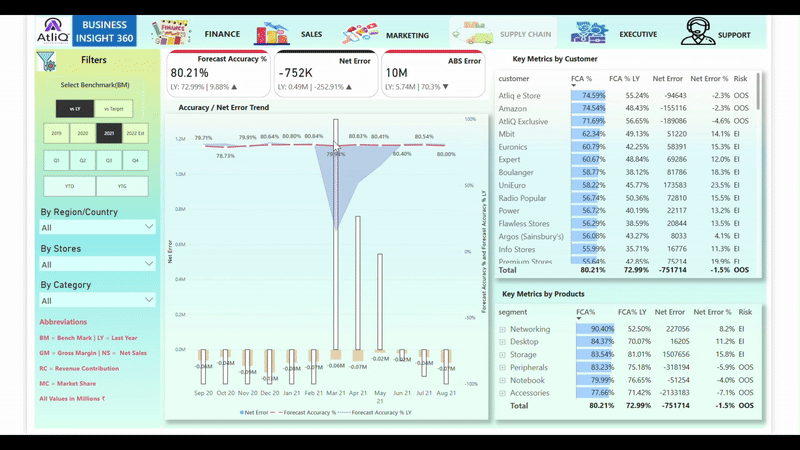 AtliQ
BUSINESS
INSIGHT 360
FINANCE
SALES
MARKETING
SUPPLY CHAIN
EXECUTIVE
SUPPORT
Filters
Select Benchmark(BM)
vs LY
vs Target
2019
2020
2021
2022 Est
Q1
Q2
Q3
Q4
YTD
YTG
By Region/Country
All
By Stores
All
By Category
All
Abbreviations
BM = Bench Mark | LY = Last Year
GM = Gross Margin | NS = Net Sales
RC = Revenue Contribution
MC = Market Share
All Values in Millions ₹
Forecast Accuracy %
80.21%
LY: 72.99% | 9.88% ▲
Net Error
-752K
LY: 0.49M | -252.91% ▲
ABS Error
10M
LY: 5.74M | 70.3% ▼
Accuracy / Net Error Trend
79.71% 78.73% 79.91% 80.64% 80.80% 80.84% 80.83% 80.41% 80.40% 80.54% 80.00%
Net Error
1.2M
1.0M
0.8M
0.6M
0.4M
0.2M
0.0M
100%
50%
0%
-50%
-100%
Forecast Accuracy % and Forecast Accuracy % LY
-0.06M -0.04M -0.09M -0.08M -0.08M -0.06M -0.07M -0.02M -0.02M -0.04M -0.07M
Sep 20 Oct 20 Nov 20 Dec 20 Jan 21 Feb 21 Mar 21 Apr 21 May 21 Jun 21 Jul 21 Aug 21
Net Error Forecast Accuracy % Forecast Accuracy % LY
Key Metrics by Customer
customer FCA % FCA % LY Net Error Net Error % Risk
Atliq e Store 74.59% 55.24% -94643 -2.3% OOS
Amazon 74.54% 48.43% -155116 -2.3% OOS
AtliQ Exclusive 71.69% 56.65% -189086 -4.6% OOS
Mbit 62.34% 49.13% 51220 14.1% EI
Euronics 60.79% 42.25% 58391 15.3% EI
Expert 60.67% 48.84% 69286 12.0% EI
Boulanger 58.77% 38.12% 81786 18.3% EI
UniEuro 58.22% 45.77% 173583 23.5% EI
Radio Popular 56.74% 50.36% 72810 15.5% EI
Power 56.72% 40.19% 22117 13.2% EI
Flawless Stores 56.29% 38.59% 20844 13.5% EI
Argos (Sainsbury's) 56.08% 43.27% 8033 4.1% EI
Info Stores 55.99% 35.71% 16776 11.3% EI
Premium Stores 55.64% 42.85% 75214 19.9% EI
Total 80.21% 72.99% -751714 -1.5% OOS
Key Metrics by Products
segment FCA% FCA% LY Net Error Net Error % Risk
Networking 90.40% 52.50% 227056 8.2% EI
Desktop 84.37% 70.07% 16205 11.2% EI
Storage 83.54% 81.01% 1507656 15.8% EI
Peripherals 83.23% 75.18% -318194 -5.9% OOS
Notebook 79.99% 76.65% -51254 -4.0% OOS
Accessories 77.66% 71.42% -2133183 -7.1% OOS
Total 80.21% 72.99% -751714 -1.5% OOS